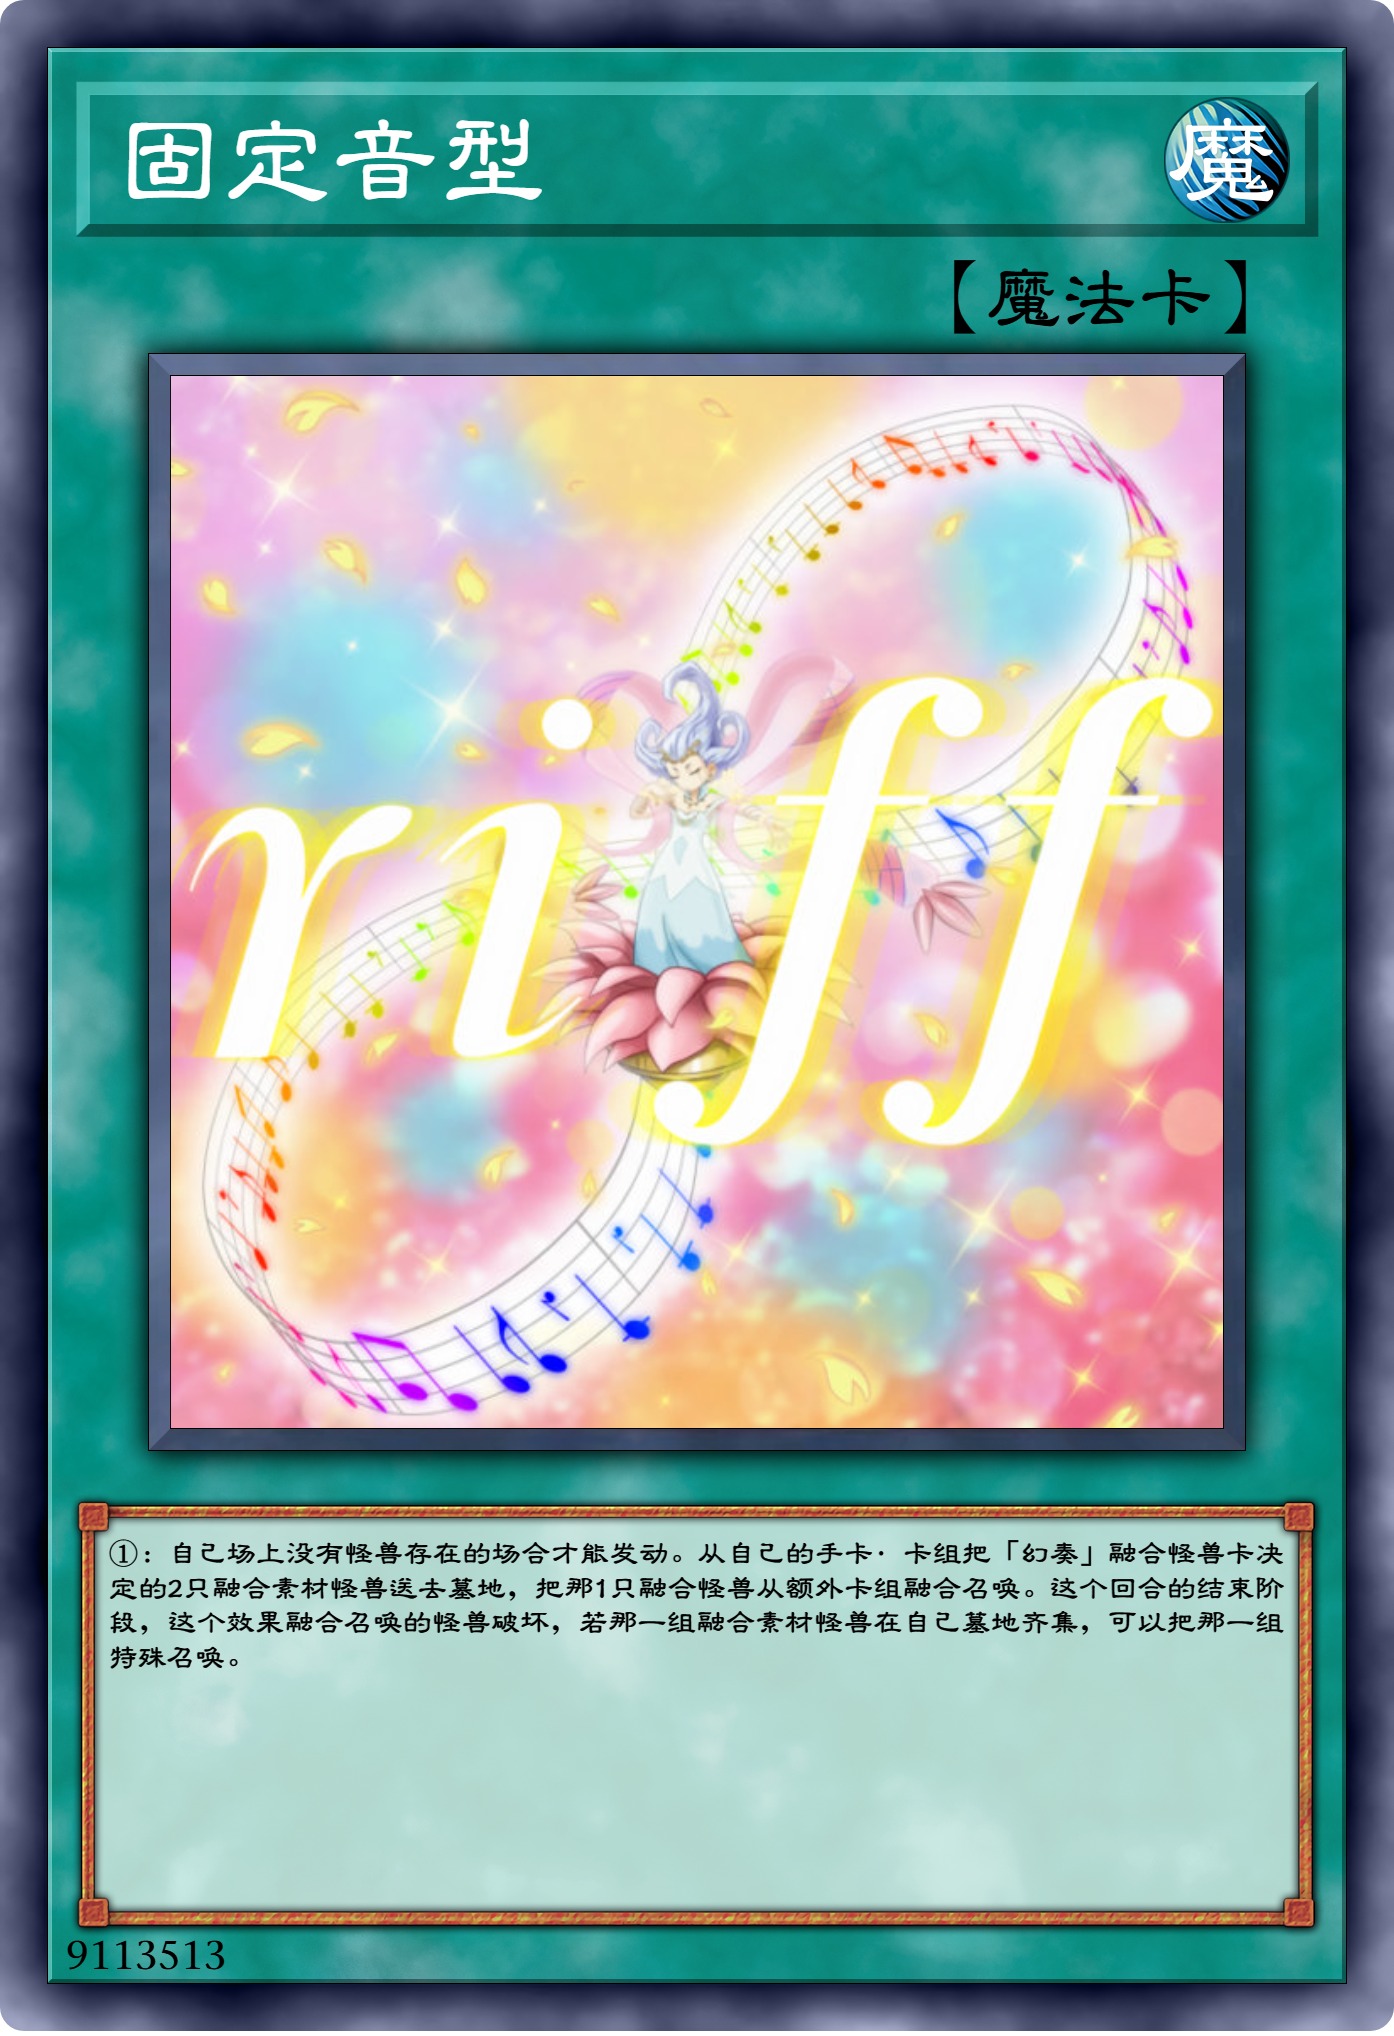 固定音型
魔
【魔法卡】
riff
①：自己场上没有怪兽存在的场合才能发动。从自己的手卡·卡组把「幻奏」融合怪兽卡决
定的2只融合素材怪兽送去墓地，把那1只融合怪兽从额外卡组融合召唤。这个回合的结束阶
段，这个效果融合召唤的怪兽破坏，若那一组融合素材怪兽在自己墓地齐集，可以把那一组
特殊召唤。
9113513